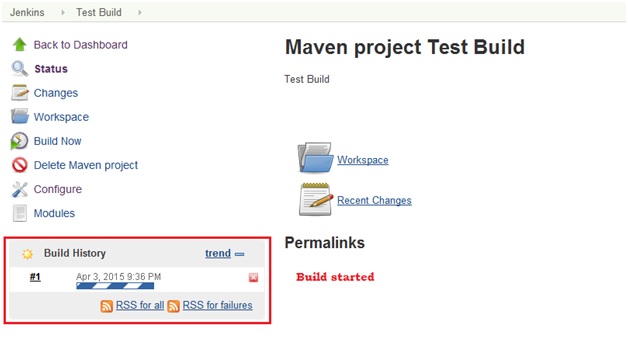 Jenkins Test Build
Back to Dashboard
Status
Changes
Workspace
Build Now
Delete Maven project
Configure
Modules
Build History trend
#1 Apr 3, 2015 9:36 PM
RSS for all RSS for failures
Maven project Test Build
Test Build
Workspace
Recent Changes
Permalinks
Build started